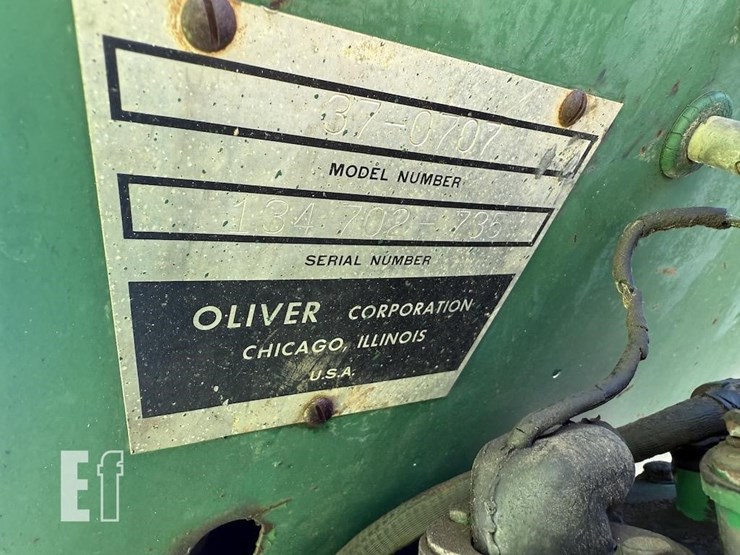 37-0707
MODEL NUMBER
134 702-735
SERIAL NUMBER
OLIVER CORPORATION
CHICAGO, ILLINOIS
U.S.A.
Ef